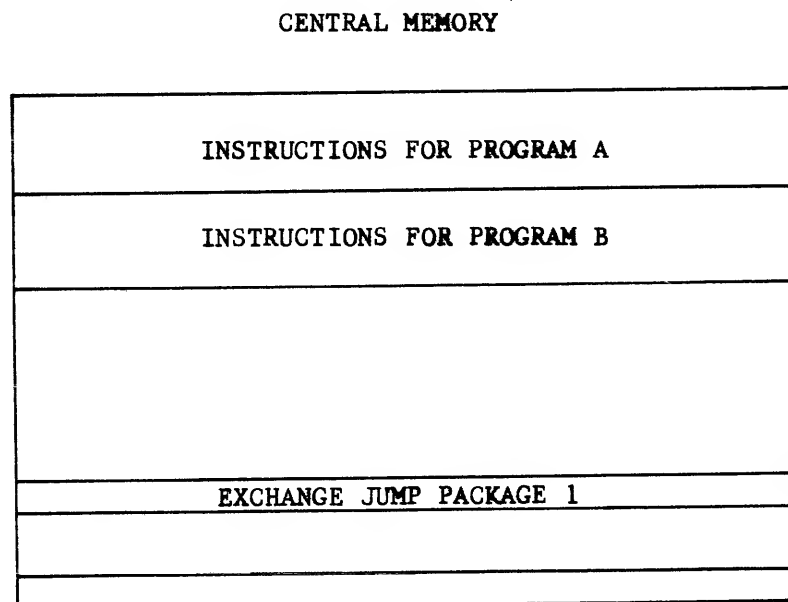 CENTRAL MEMORY
INSTRUCTIONS FOR PROGRAM A
INSTRUCTIONS FOR PROGRAM B
EXCHANGE JUMP PACKAGE 1